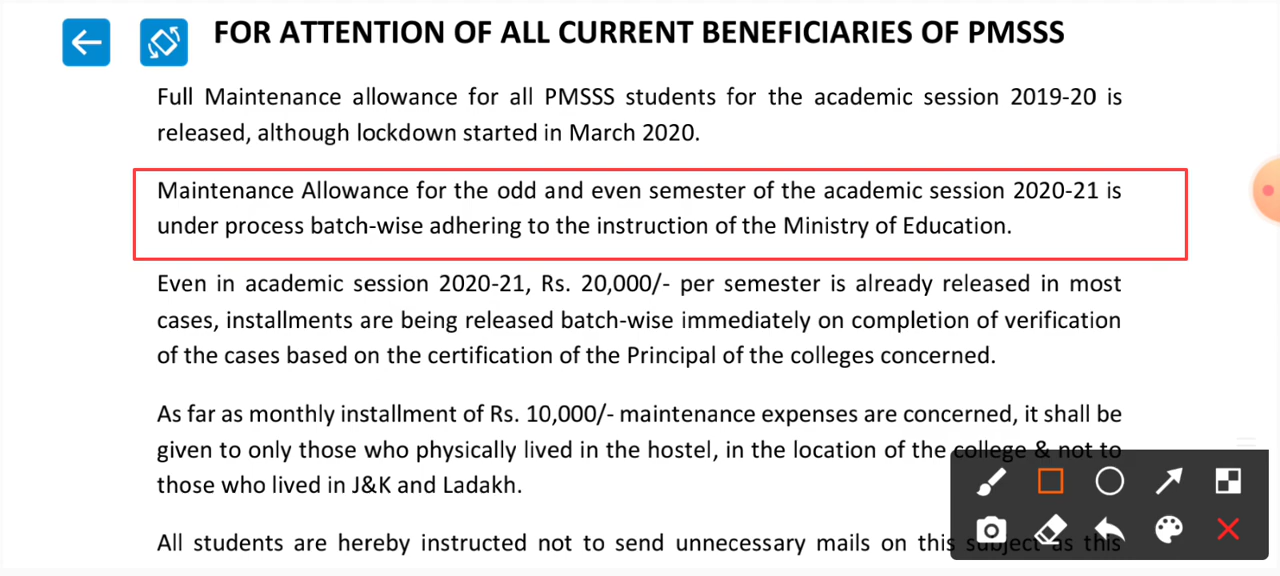 FOR ATTENTION OF ALL CURRENT BENEFICIARIES OF PMSSS
Full Maintenance allowance for all PMSSS students for the academic session 2019-20 is
released, although lockdown started in March 2020.
Maintenance Allowance for the odd and even semester of the academic session 2020-21 is
under process batch-wise adhering to the instruction of the Ministry of Education.
Even in academic session 2020-21, Rs. 20,000/- per semester is already released in most
cases, installments are being released batch-wise immediately on completion of verification
of the cases based on the certification of the Principal of the colleges concerned.
As far as monthly installment of Rs. 10,000/- maintenance expenses are concerned, it shall be
given to only those who physically lived in the hostel, in the location of the college & not to
those who lived in J&K and Ladakh.
All students are hereby instructed not to send unnecessary mails on this subject as this